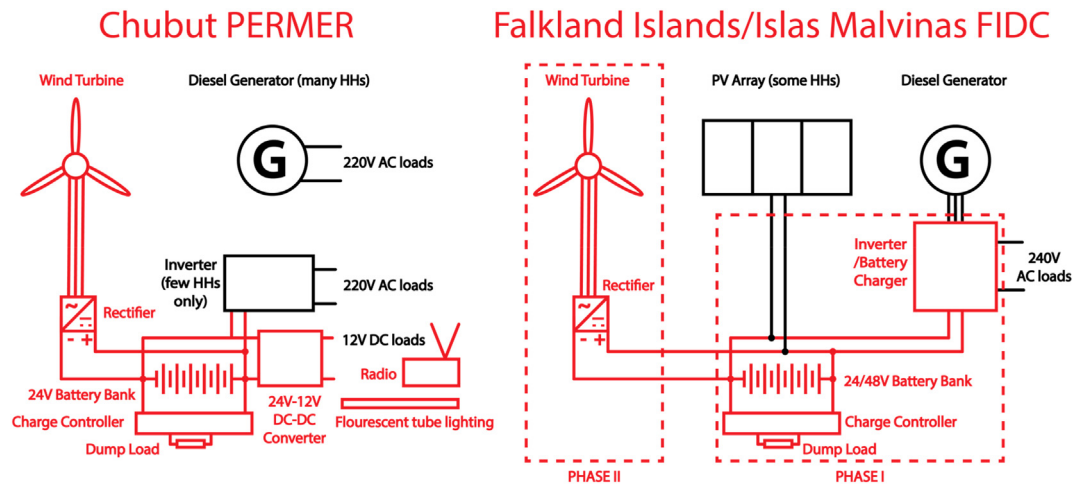 Chubut PERMER
Wind Turbine
Diesel Generator (many HHs)
G
220V AC loads
Inverter
(few HHs
only)
220V AC loads
~
Rectifier
- +
12V DC loads
Radio
24V Battery Bank
24V-12V
DC-DC
Converter
Flourescent tube lighting
Charge Controller
Dump Load
Falkland Islands/Islas Malvinas FIDC
Wind Turbine
PV Array (some HHs)
Diesel Generator
G
Inverter
/Battery
Charger
240V
AC loads
~
Rectifier
- +
24/48V Battery Bank
Charge Controller
Dump Load
PHASE II
PHASE I